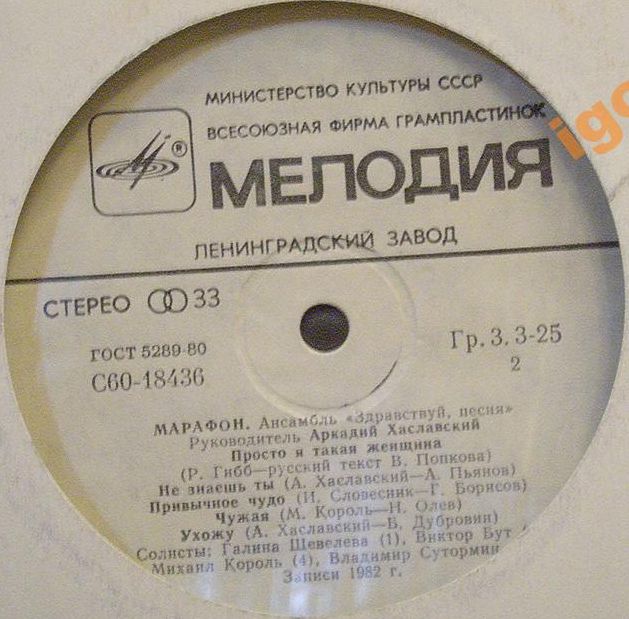 МИНИСТЕРСТВО КУЛЬТУРЫ СССР
ВСЕСОЮЗНАЯ ФИРМА ГРАМПЛАСТИНОК
® МЕЛОДИЯ
ЛЕНИНГРАДСКИЙ ЗАВОД
СТЕРЕО 33
ГОСТ 5289-80
С60-18436
Гр. 3. 3-25
2
МАРАФОН. Ансамбль «Здравствуй, песня»
Руководитель Аркадий Хаславский
Просто я такая женщина
(Р. Гибб—русский текст В. Попкова)
Не знаешь ты (А. Хаславский—А. Пьянов)
Привычное чудо (И. Словесник—Г. Борисов)
Чужая (М. Король—Н. Олев)
Ухожу (А. Хаславский—В. Дубровин)
Солисты: Галина Шевелева (1), Виктор Бут
Михаил Король (4), Владимир Сутормин
Записи 1982 г.
igo